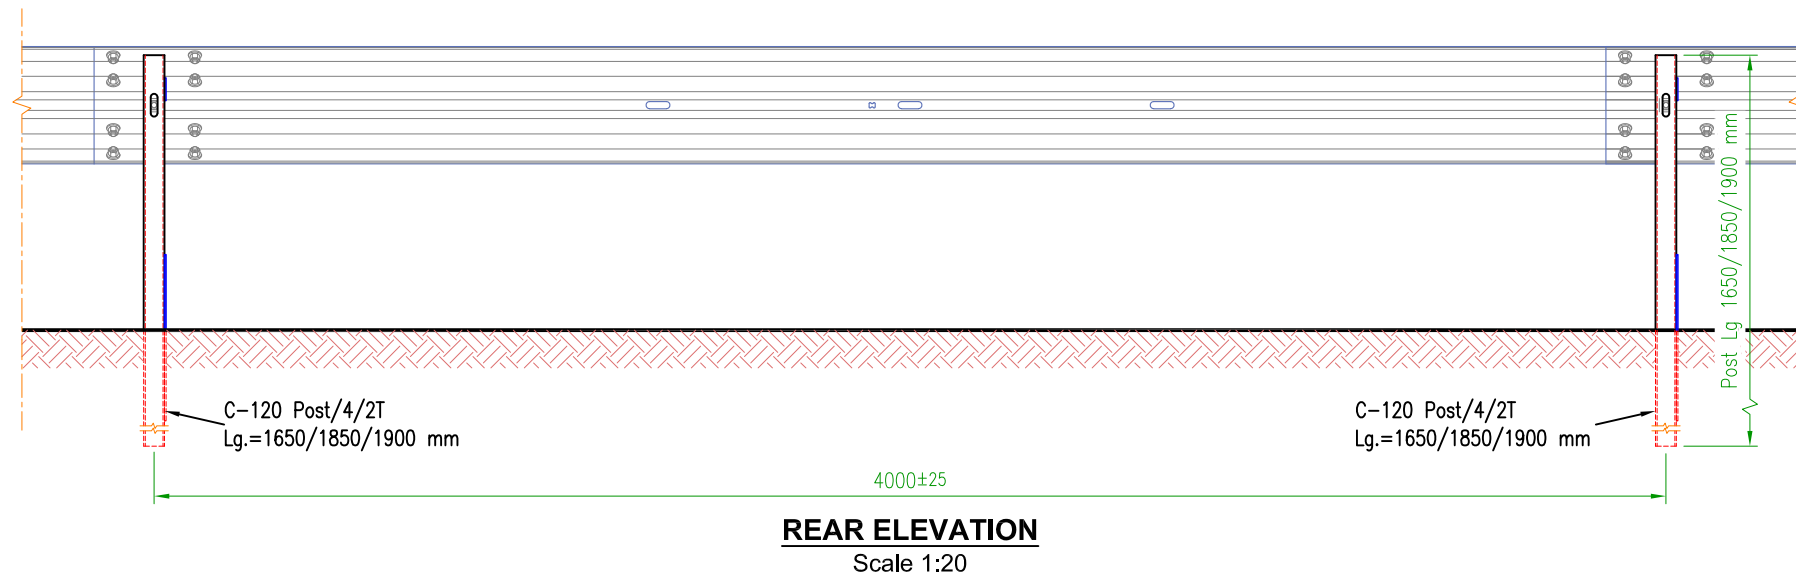 Post Lg 1650/1850/1900 mm
C-120 Post/4/2T
Lg.=1650/1850/1900 mm
C-120 Post/4/2T
Lg.=1650/1850/1900 mm
4000±25
REAR ELEVATION
Scale 1:20